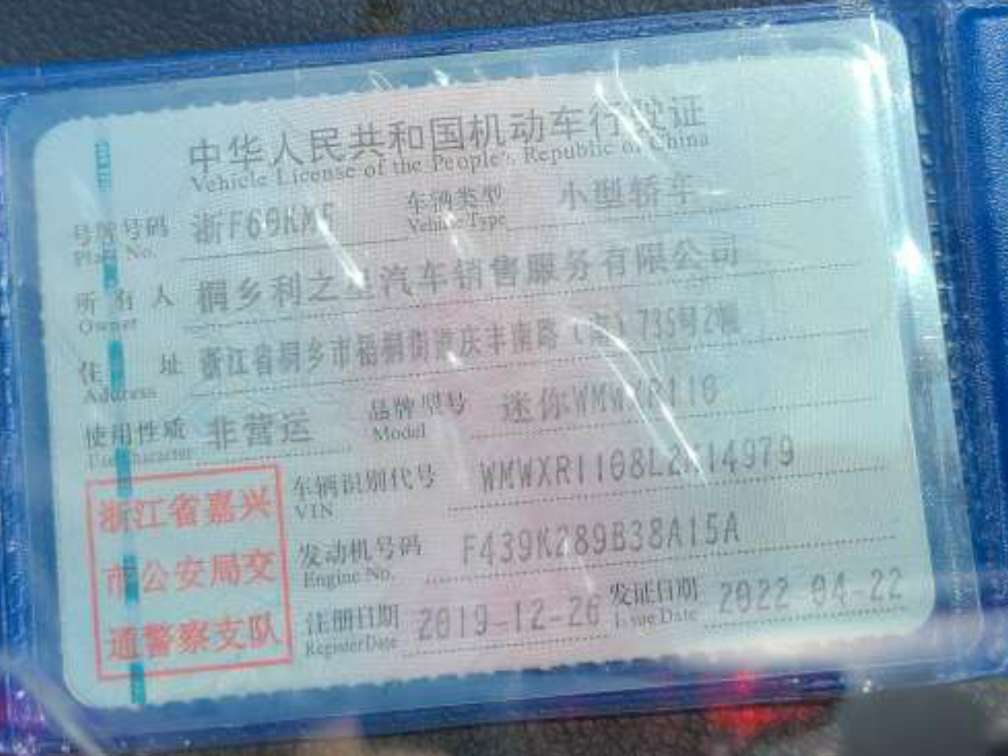 中华人民共和国机动车行驶证
Vehicle License of the People's Republic of China
号牌号码 浙F69KMF 车辆类型 小型轿车
Plate No. Vehicle Type
所有人 桐乡利之星汽车销售服务有限公司
Owner
住址 浙江省桐乡市梧桐街道庆丰南路(南)735号2幢
Address
使用性质 非营运 品牌型号 迷你WMWXR110
Use Character Model
浙江省嘉兴
市公安局交
通警察支队
车辆识别代号
VIN
发动机号码 F439K289B38A15A
Engine No.
注册日期 2019-12-26 发证日期 2022-04-22
Register Date Issue Date